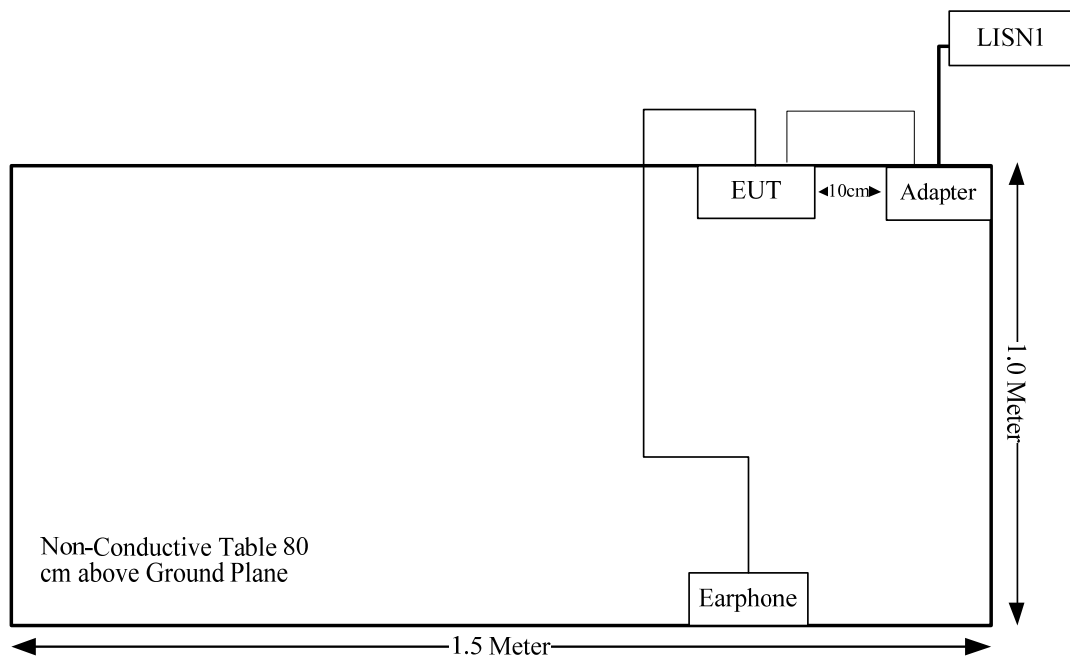 LISN1
EUT
10cm
Adapter
1.0 Meter
Non-Conductive Table 80
cm above Ground Plane
Earphone
1.5 Meter